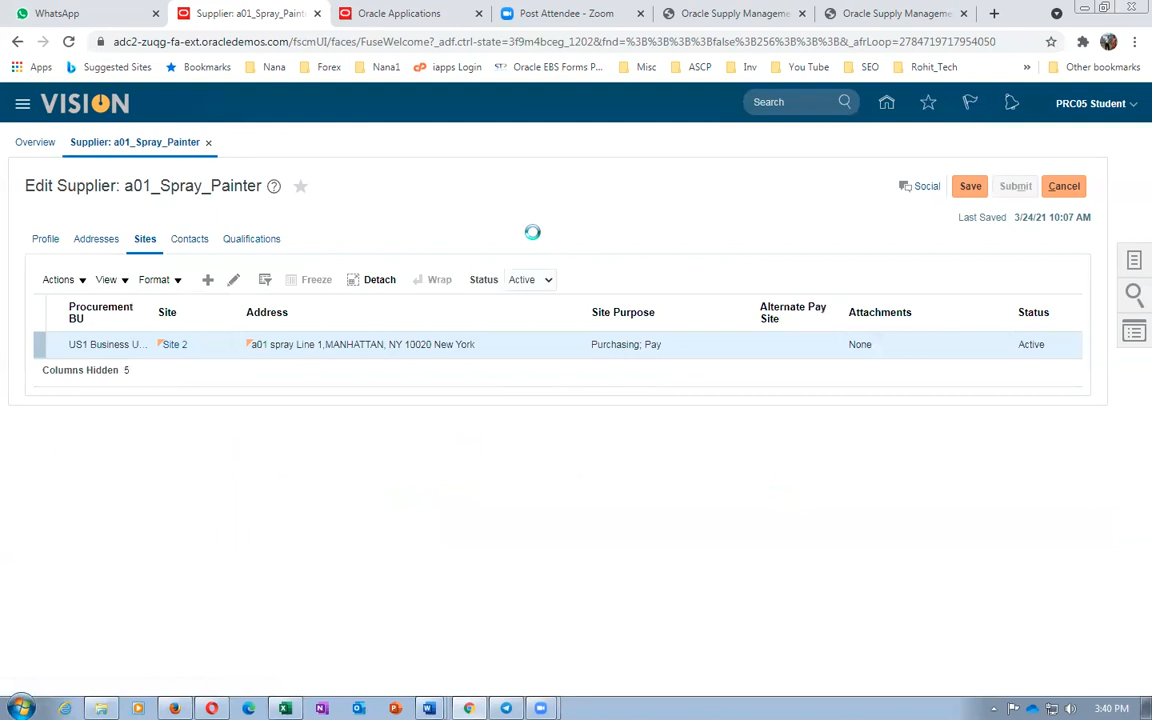 WhatsApp
Supplier: a01_Spray_Paint
Oracle Applications
Post Attendee - Zoom
Oracle Supply Manageme
Oracle Supply Manageme
adc2-zuqg-fa-ext.oracledemos.com/fscmUI/faces/FuseWelcome?_adf.ctrl-state=3f9m4bceg_1202&fnd=%3B%3B%3B%3Bfalse%3B256%3B%3B%3B&_afrLoop=2784719717954050
Apps
Suggested Sites
Bookmarks
Nana
Forex
Nana1
iapps Login
Oracle EBS Forms P...
Misc
ASCP
Inv
You Tube
SEO
Rohit_Tech
»
Other bookmarks
VISION
Search
PRC05 Student
Overview
Supplier: a01_Spray_Painter ×
Edit Supplier: a01_Spray_Painter
Social
Save
Submit
Cancel
Last Saved 3/24/21 10:07 AM
Profile
Addresses
Sites
Contacts
Qualifications
Actions
View
Format
Freeze
Detach
Wrap
Status
Active
Procurement BU
Site
Address
Site Purpose
Alternate Pay Site
Attachments
Status
US1 Business U...
Site 2
a01 spray Line 1,MANHATTAN, NY 10020 New York
Purchasing; Pay
None
Active
Columns Hidden 5
3:40 PM